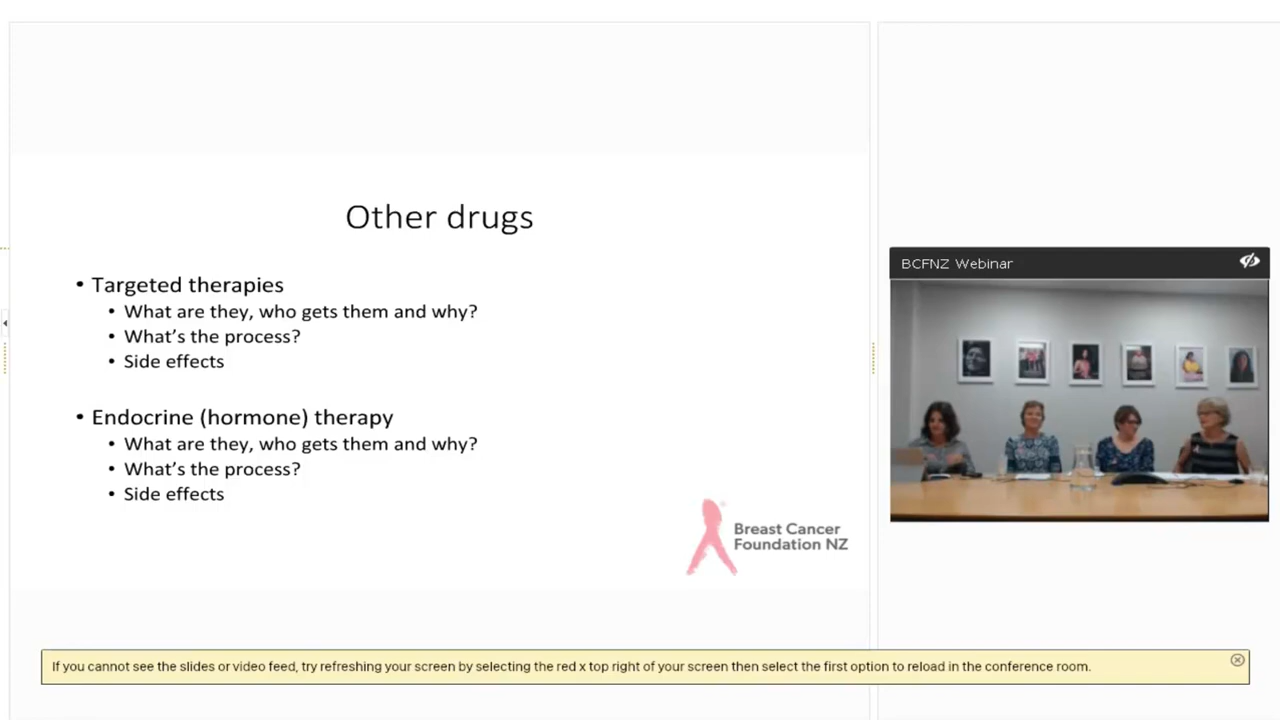 Other drugs
• Targeted therapies
• What are they, who gets them and why?
• What's the process?
• Side effects
• Endocrine (hormone) therapy
• What are they, who gets them and why?
• What's the process?
• Side effects
Breast Cancer
Foundation NZ
BCFNZ Webinar
If you cannot see the slides or video feed, try refreshing your screen by selecting the red x top right of your screen then select the first option to reload in the conference room.